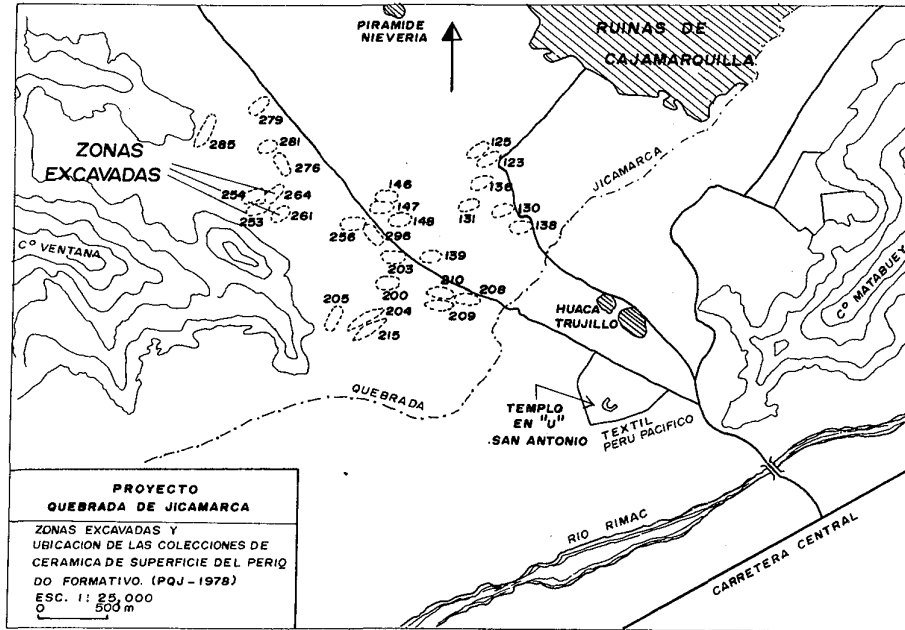 PIRAMIDE
NIEVERIA
RUINAS DE
CAJAMARQUILLA
279
285
281
276
ZONAS
EXCAVADAS
254
264
253
261
125
123
136
146
147
148
131
130
138
256
296
JICAMARCA
Cº VENTANA
203
139
200
210
208
209
205
204
215
HUACA
TRUJILLO
Cº MATABUEY
QUEBRADA
TEMPLO
EN "U"
SAN ANTONIO
TEXTIL
PERU PACIFICO
RIO RIMAC
CARRETERA CENTRAL
PROYECTO
QUEBRADA DE JICAMARCA
ZONAS EXCAVADAS Y
UBICACION DE LAS COLECCIONES DE
CERAMICA DE SUPERFICIE DEL PERIO
DO FORMATIVO. (PQJ-1978)
ESC. 1: 25,000
0 500 m